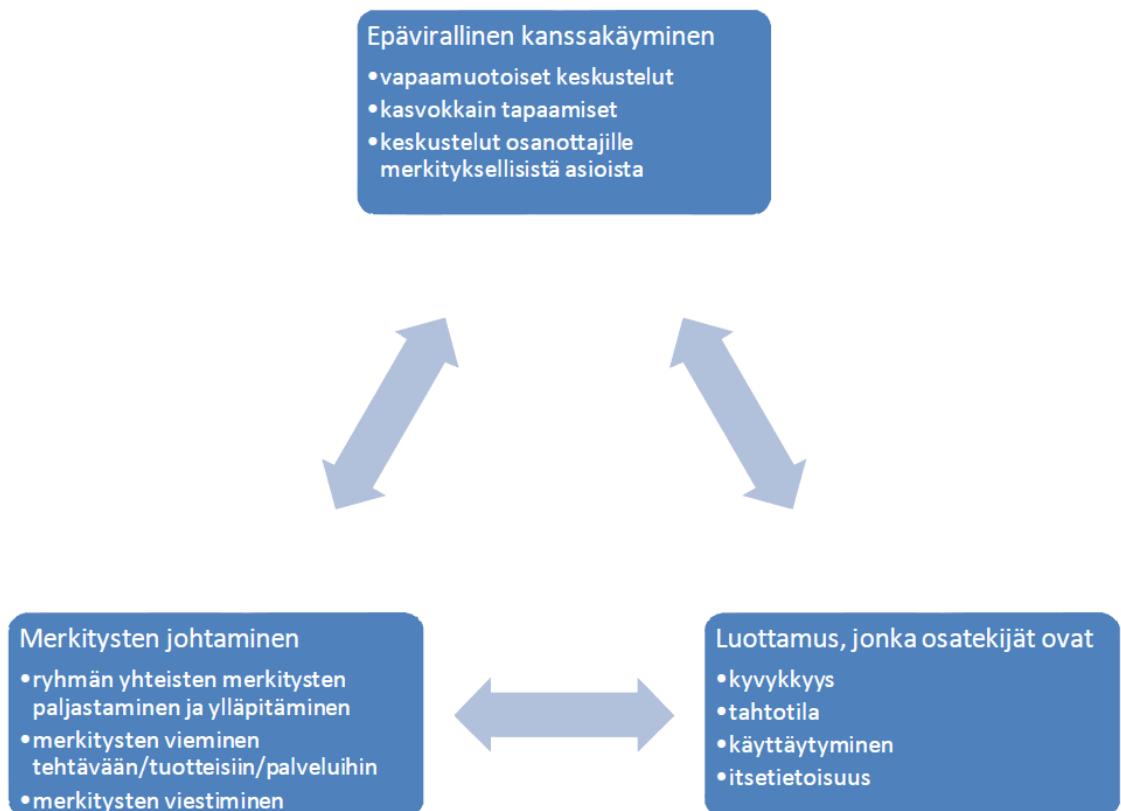 Epävirallinen kanssakäyminen
•vapaamuotoiset keskustelut
•kasvokkain tapaamiset
•keskustelut osanottajille
merkityksellisistä asioista
Merkitysten johtaminen
•ryhmän yhteisten merkitysten
paljastaminen ja ylläpitäminen
•merkitysten vieminen
tehtävään/tuotteisiin/palveluihin
•merkitysten viestiminen
Luottamus, jonka osatekijät ovat
•kyvykkyys
•tahtotila
•käyttäytyminen
•itsetietoisuus